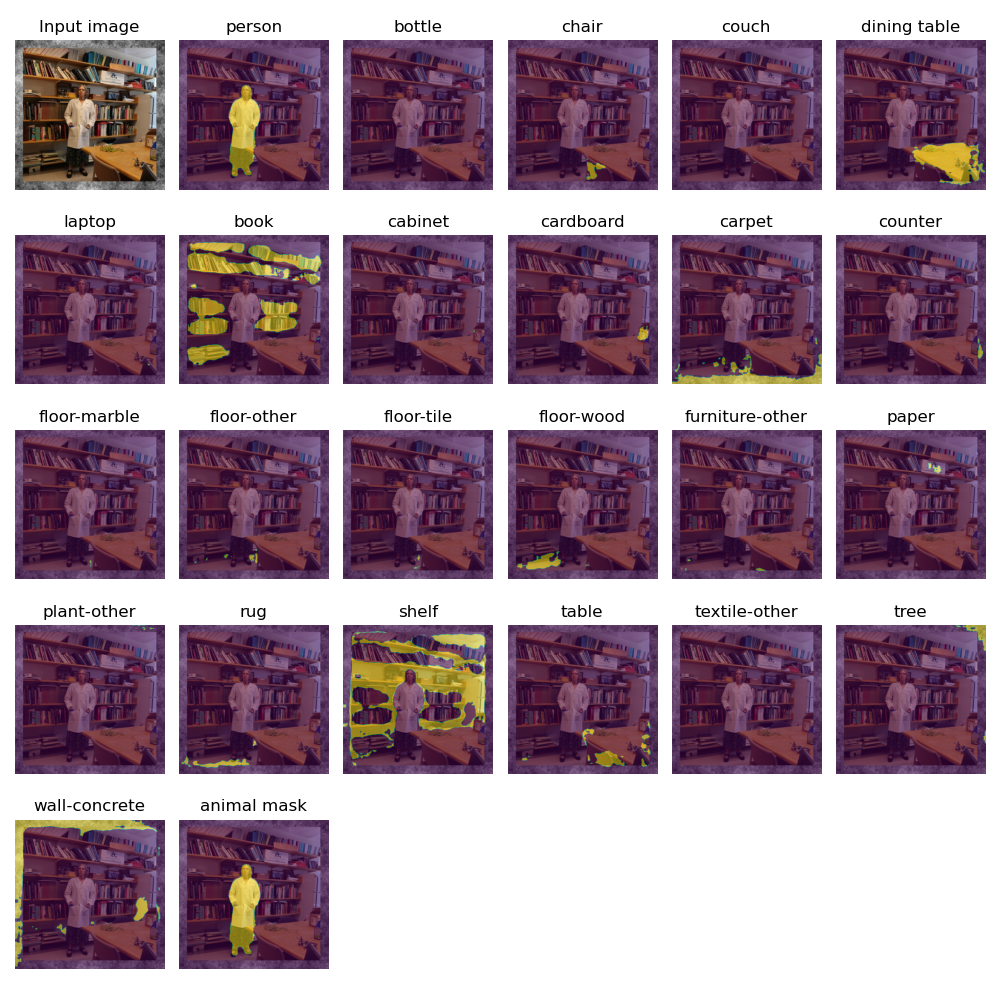 Input image
person
bottle
chair
couch
dining table
laptop
book
cabinet
cardboard
carpet
counter
floor-marble
floor-other
floor-tile
floor-wood
furniture-other
paper
plant-other
rug
shelf
table
textile-other
tree
wall-concrete
animal mask